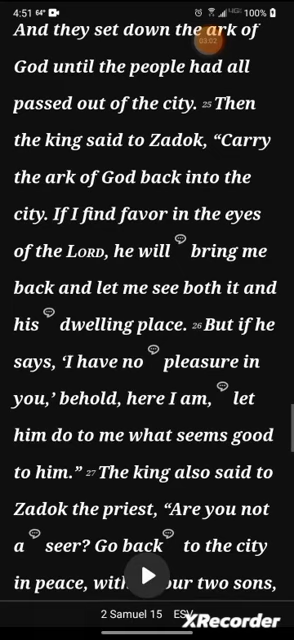 4:51 64° 100%
And they set down the ark of
03:02
God until the people had all
passed out of the city. 25 Then
the king said to Zadok, “Carry
the ark of God back into the
city. If I find favor in the eyes
of the LORD, he will bring me
back and let me see both it and
his dwelling place. 26 But if he
says, ‘I have no pleasure in
you,’ behold, here I am, let
him do to me what seems good
to him.” 27 The king also said to
Zadok the priest, “Are you not
a seer? Go back to the city
in peace, with our two sons,
2 Samuel 15 ESV
XRecorder